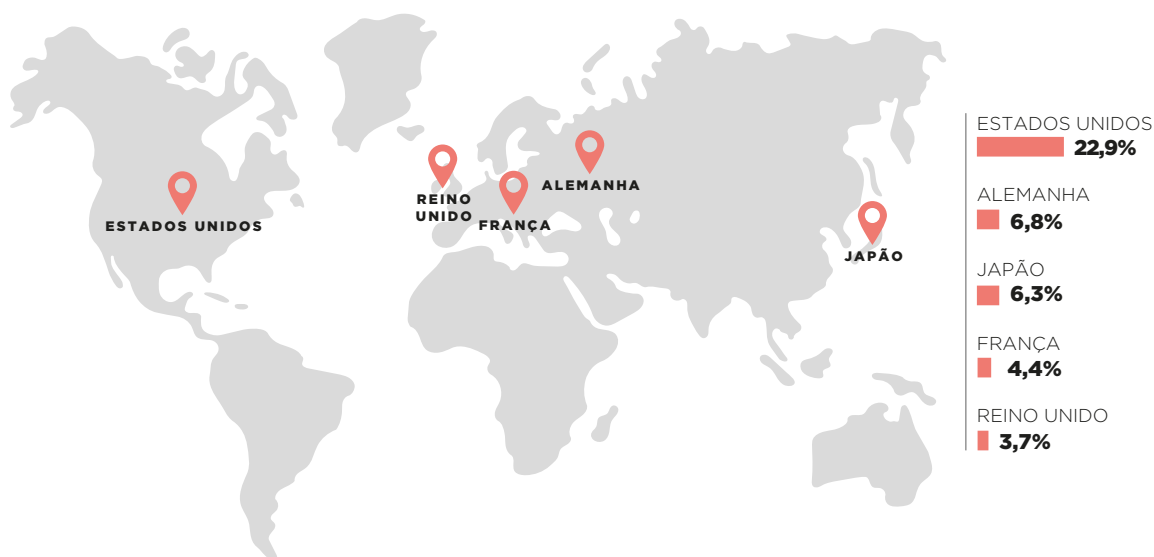 ESTADOS UNIDOS
REINO
UNIDO
FRANÇA
ALEMANHA
JAPÃO
ESTADOS UNIDOS
22,9%
ALEMANHA
6,8%
JAPÃO
6,3%
FRANÇA
4,4%
REINO UNIDO
3,7%